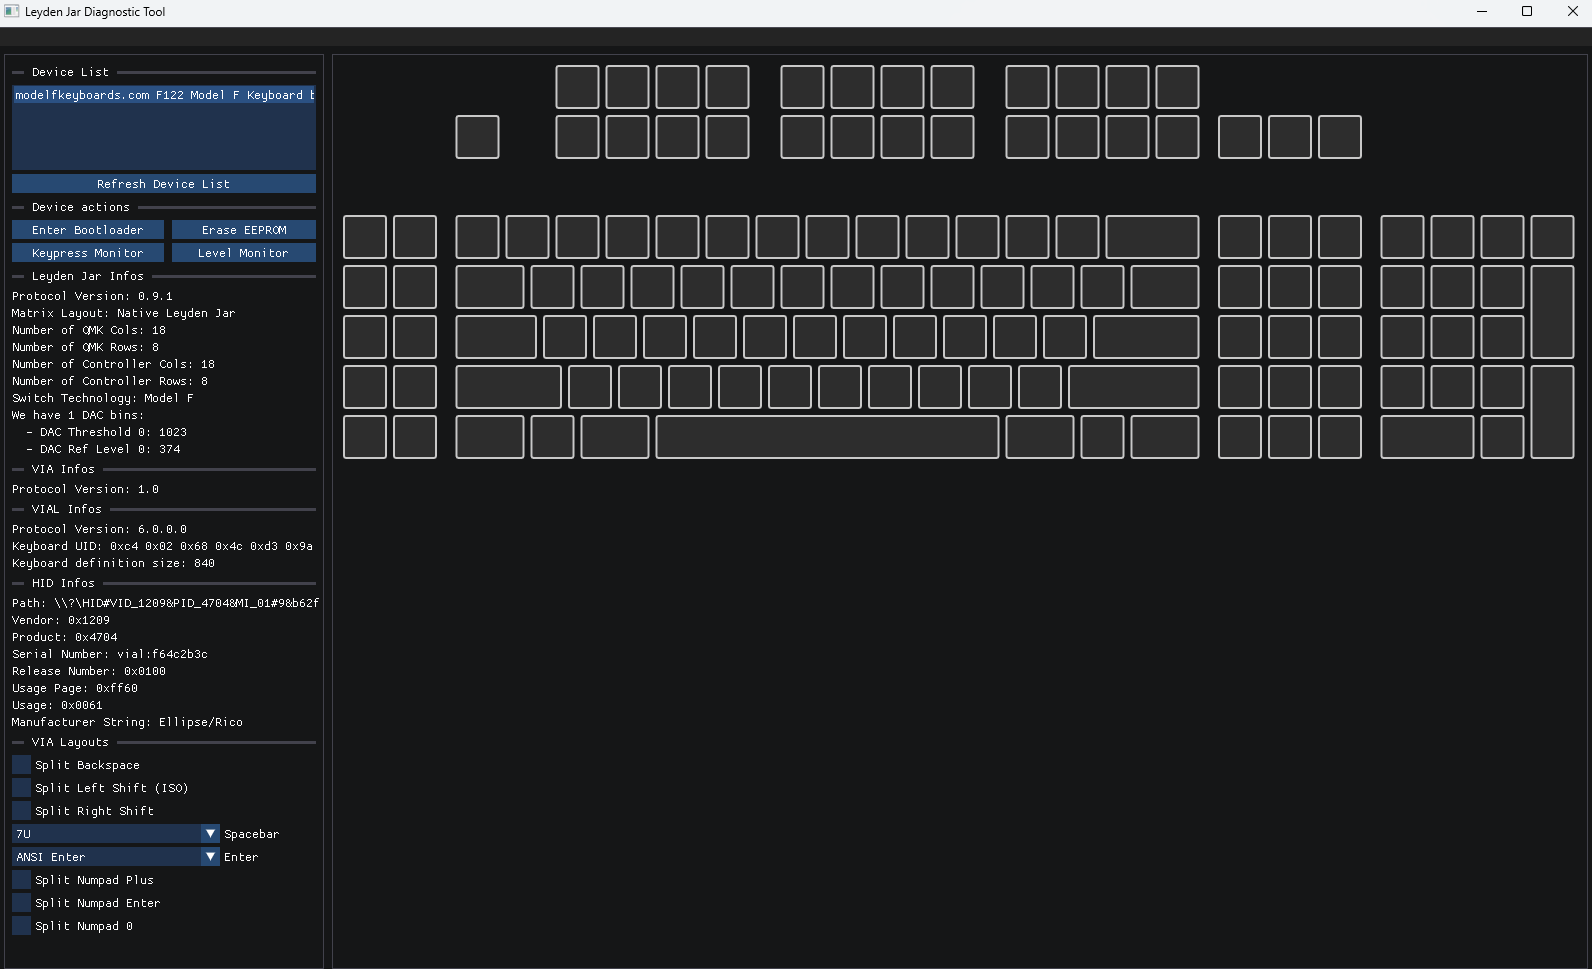 Leyden Jar Diagnostic Tool
Device List
modelfkeyboards.com F122 Model F Keyboard
Refresh Device List
Device actions
Enter Bootloader
Erase EEPROM
Keypress Monitor
Level Monitor
Leyden Jar Infos
Protocol Version: 0.9.1
Matrix Layout: Native Leyden Jar
Number of QMK Cols: 18
Number of QMK Rows: 8
Number of Controller Cols: 18
Number of Controller Rows: 8
Switch Technology: Model F
We have 1 DAC bins:
- DAC Threshold 0: 1023
- DAC Ref Level 0: 374
VIA Infos
Protocol Version: 1.0
VIAL Infos
Protocol Version: 6.0.0.0
Keyboard UID: 0xc4 0x02 0x68 0x4c 0xd3 0x9a
Keyboard definition size: 840
HID Infos
Path: \\?\HID#VID_1209&PID_4704&MI_01#9&b62f
Vendor: 0x1209
Product: 0x4704
Serial Number: vial:f64c2b3c
Release Number: 0x0100
Usage Page: 0xff60
Usage: 0x0061
Manufacturer String: Ellipse/Rico
VIA Layouts
Split Backspace
Split Left Shift (ISO)
Split Right Shift
7U Spacebar
ANSI Enter Enter
Split Numpad Plus
Split Numpad Enter
Split Numpad 0